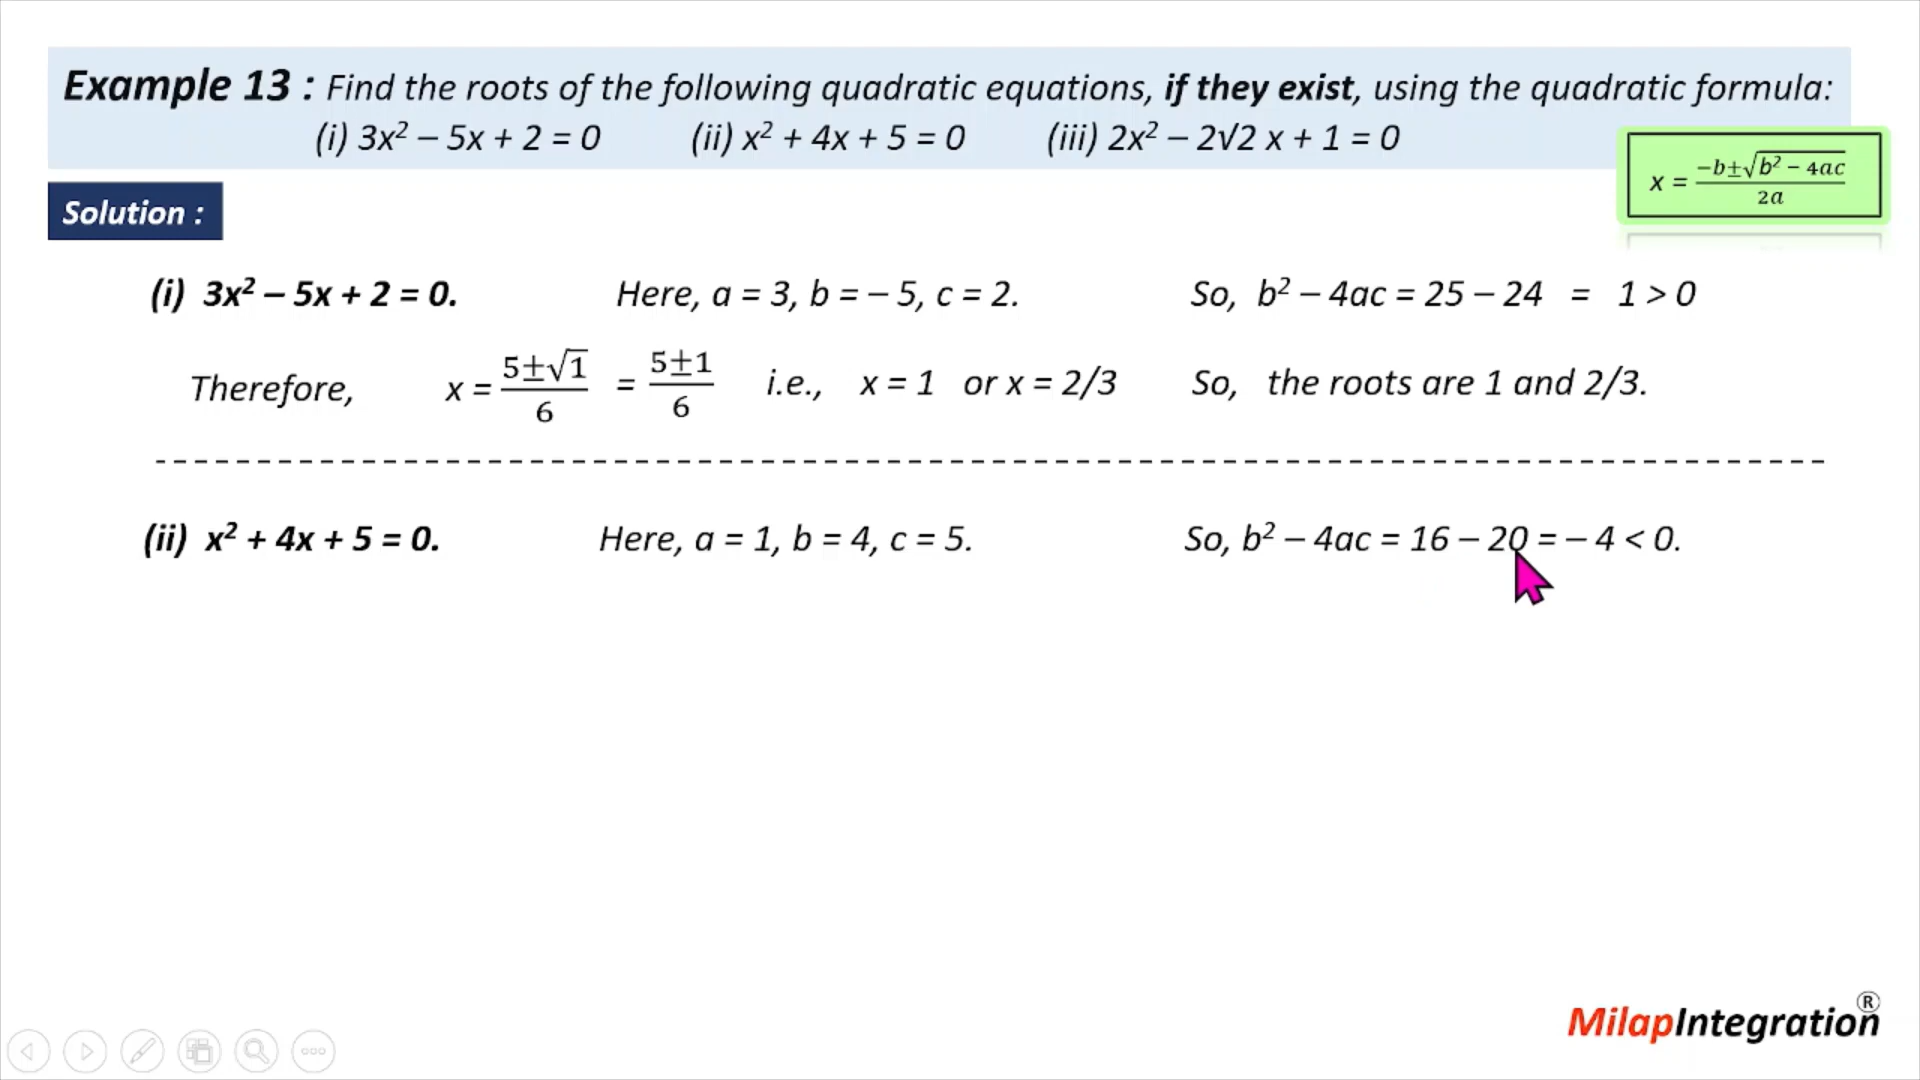 Example 13 : Find the roots of the following quadratic equations, if they exist, using the quadratic formula:
(i) 3x² – 5x + 2 = 0 (ii) x² + 4x + 5 = 0 (iii) 2x² – 2√2 x + 1 = 0
x = −b±√b² − 4ac / 2a
Solution :
(i) 3x² – 5x + 2 = 0. Here, a = 3, b = – 5, c = 2. So, b² – 4ac = 25 – 24 = 1 > 0
Therefore, x = 5±√1 / 6 = 5±1 / 6 i.e., x = 1 or x = 2/3 So, the roots are 1 and 2/3.
(ii) x² + 4x + 5 = 0. Here, a = 1, b = 4, c = 5. So, b² – 4ac = 16 – 20 = – 4 < 0.
MilapIntegration®